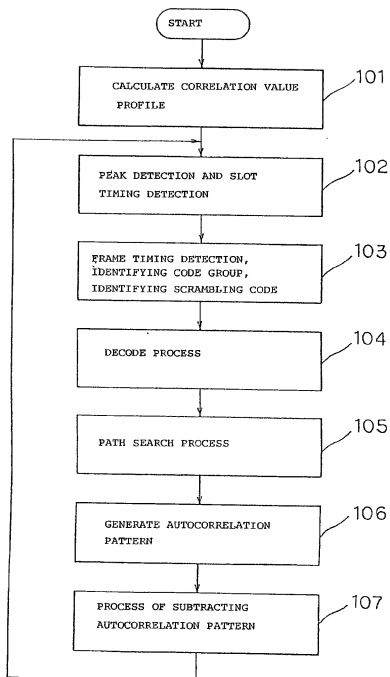 START
CALCULATE CORRELATION VALUE
PROFILE
101
PEAK DETECTION AND SLOT
TIMING DETECTION
102
FRAME TIMING DETECTION,
IDENTIFYING CODE GROUP,
IDENTIFYING SCRAMBLING CODE
103
DECODE PROCESS
104
PATH SEARCH PROCESS
105
GENERATE AUTOCORRELATION
PATTERN
106
PROCESS OF SUBTRACTING
AUTOCORRELATION PATTERN
107